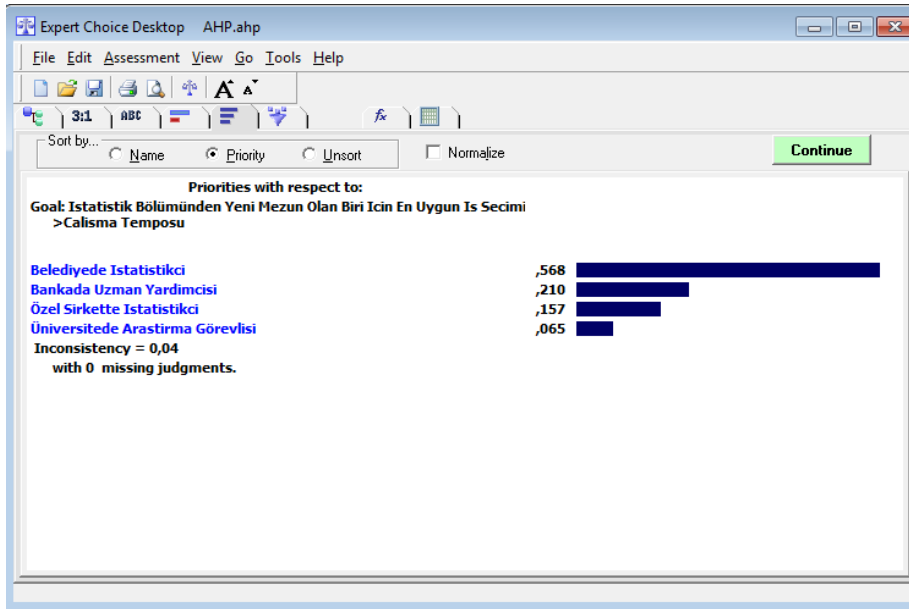 Expert Choice Desktop AHP.ahp
File Edit Assessment View Go Tools Help
A A
3:1 ABC fx
Sort by...
Name Priority Unsort Normalize Continue
Priorities with respect to:
Goal: Istatistik Bölümünden Yeni Mezun Olan Biri Icin En Uygun Is Secimi
>Calisma Temposu
Belediyede Istatistikci ,568
Bankada Uzman Yardimcisi ,210
Özel Sirkette Istatistikci ,157
Üniversitede Arastirma Görevlisi ,065
Inconsistency = 0,04
with 0 missing judgments.